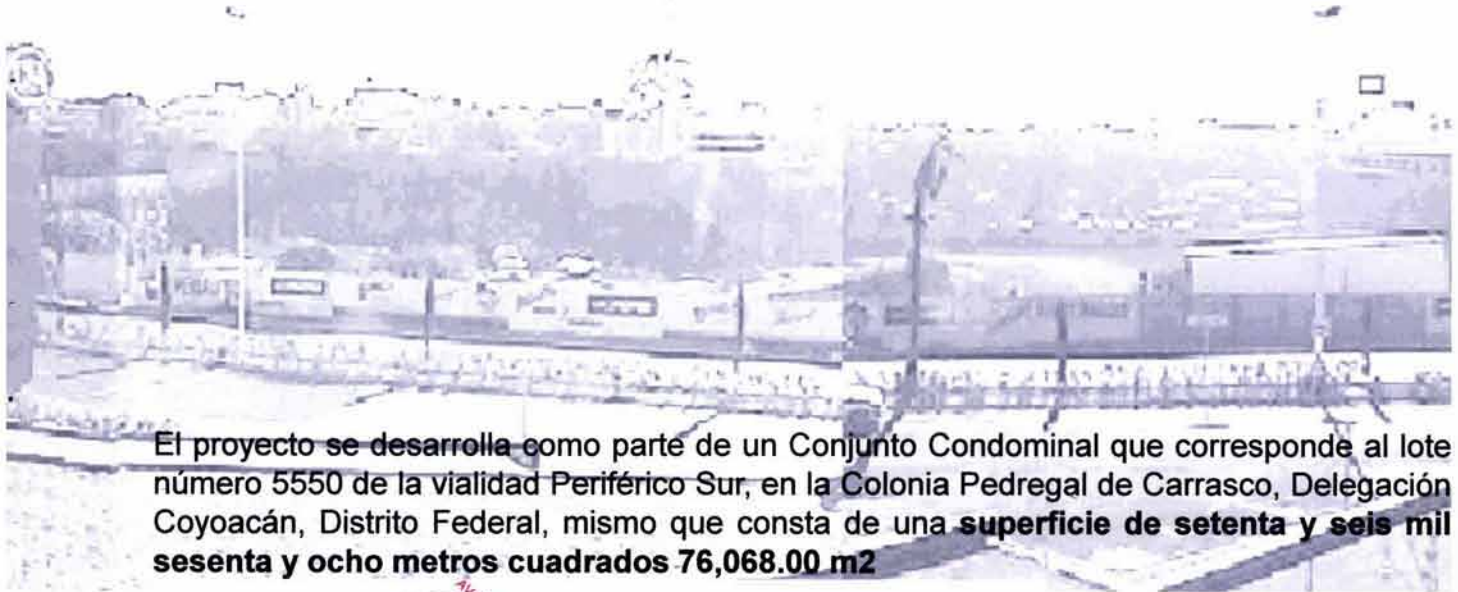 El proyecto se desarrolla como parte de un Conjunto Condominal que corresponde al lote
número 5550 de la vialidad Periférico Sur, en la Colonia Pedregal de Carrasco, Delegación
Coyoacán, Distrito Federal, mismo que consta de una superficie de setenta y seis mil
sesenta y ocho metros cuadrados 76,068.00 m2
AV